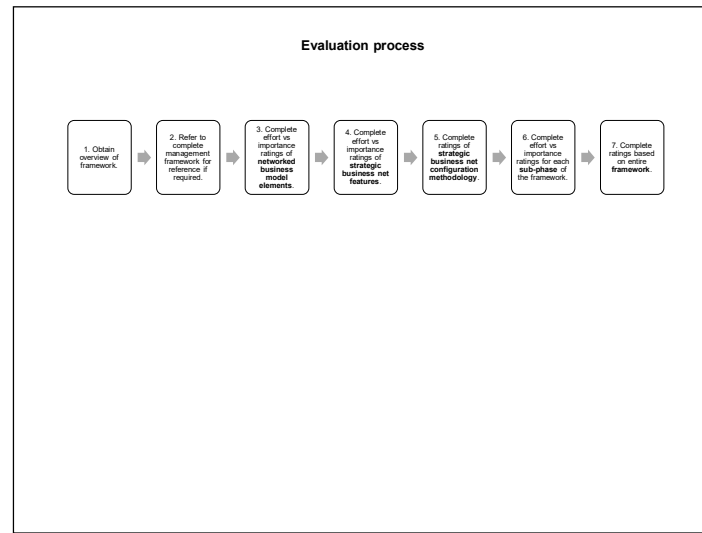 Evaluation process
1. Obtain
overview of
framework.
2. Refer to
complete
management
framework for
reference if
required.
3. Complete
effort vs
importance
ratings of
networked
business
model
elements.
4. Complete
effort vs
importance
ratings of
strategic
business net
features.
5. Complete
ratings of
strategic
business net
configuration
methodology.
6. Complete
effort vs
importance
ratings for each
sub-phase of
the framework.
7. Complete
ratings based
on entire
framework.